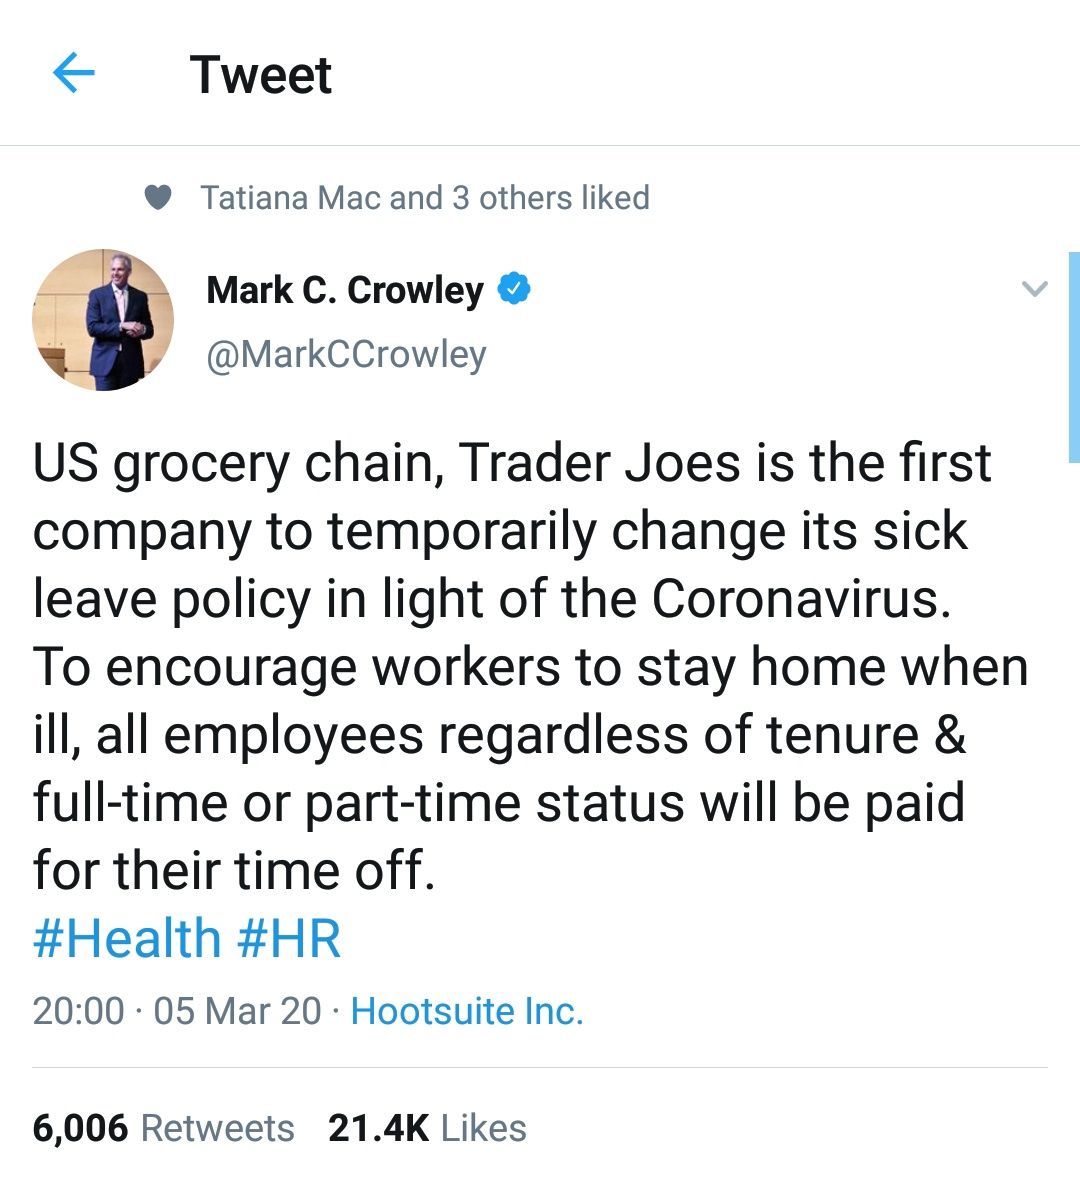 Tweet
Tatiana Mac and 3 others liked
Mark C. Crowley
@MarkCCrowley
US grocery chain, Trader Joes is the first
company to temporarily change its sick
leave policy in light of the Coronavirus.
To encourage workers to stay home when
ill, all employees regardless of tenure &
full-time or part-time status will be paid
for their time off.
#Health #HR
20:00 · 05 Mar 20 · Hootsuite Inc.
6,006 Retweets 21.4K Likes